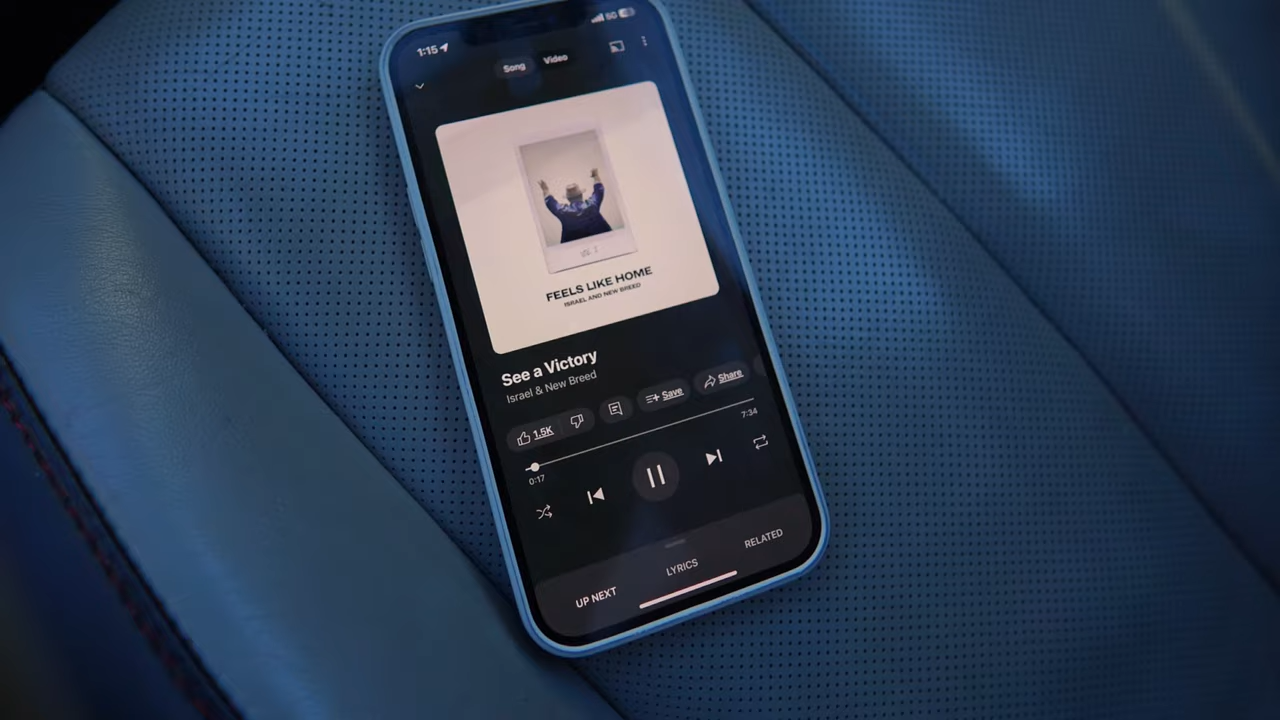 1:15
5G
Song Video
FEELS LIKE HOME
ISRAEL AND NEW BREED
See a Victory
Israel & New Breed
1.5K
Save
Share
0:17
7:34
UP NEXT
LYRICS
RELATED